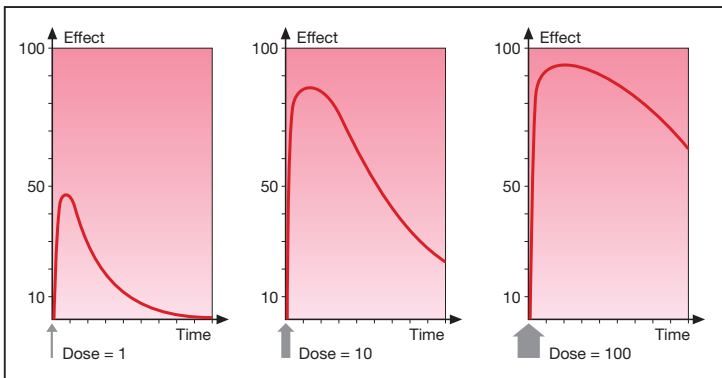 Effect
100
50
10
Time
Dose = 1
Effect
100
50
10
Time
Dose = 10
Effect
100
50
10
Time
Dose = 100